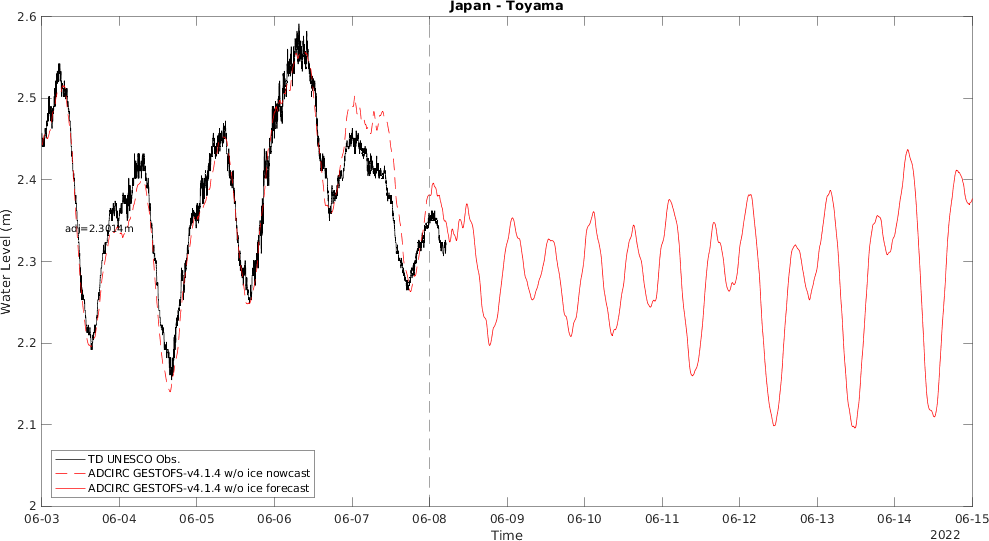 Japan - Toyama
2.6
2.5
2.4
2.3
2.2
2.1
2
Water Level (m)
adj=2.3014m
TD UNESCO Obs.
ADCIRC GESTOFS-v4.1.4 w/o ice nowcast
ADCIRC GESTOFS-v4.1.4 w/o ice forecast
06-03 06-04 06-05 06-06 06-07 06-08 06-09 06-10 06-11 06-12 06-13 06-14 06-15
Time
2022